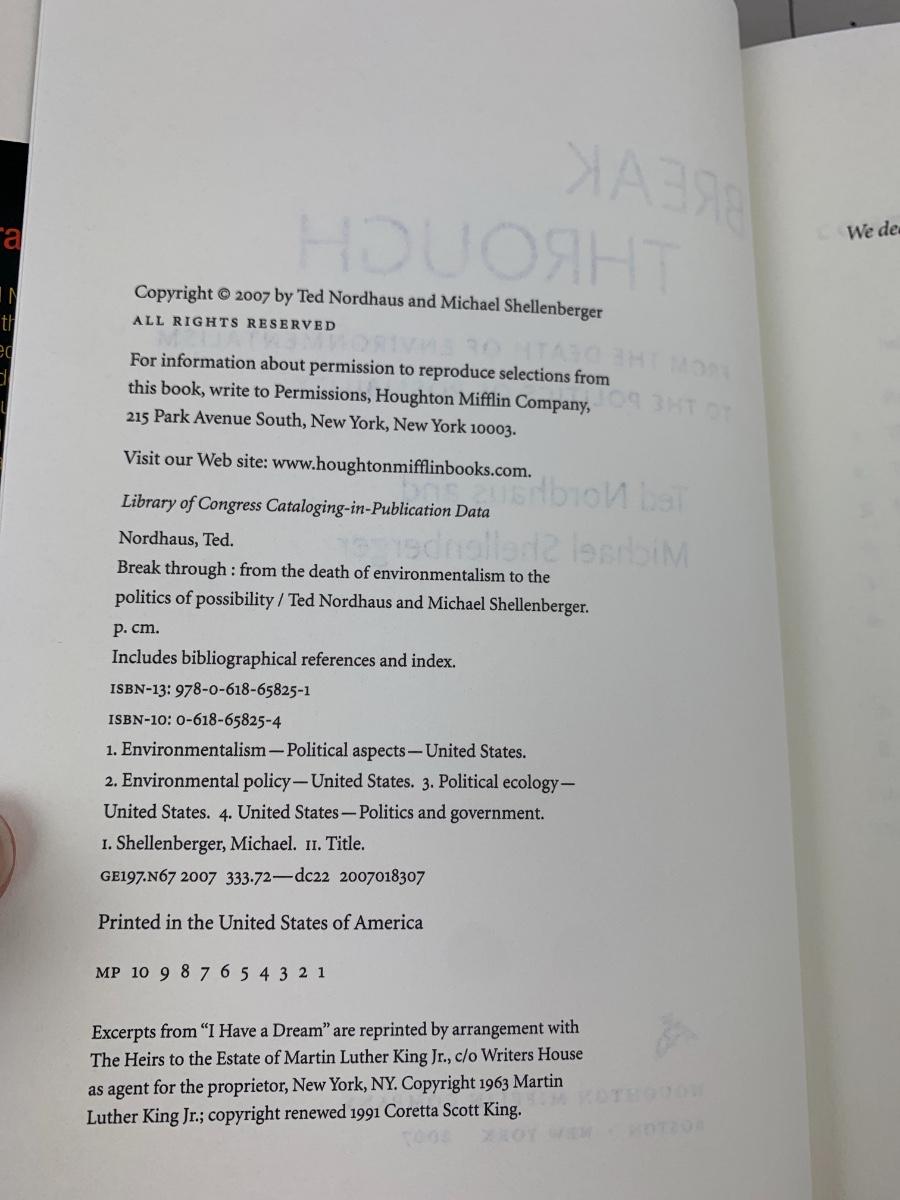 Copyright © 2007 by Ted Nordhaus and Michael Shellenberger
ALL RIGHTS RESERVED
For information about permission to reproduce selections from
this book, write to Permissions, Houghton Mifflin Company,
215 Park Avenue South, New York, New York 10003.
Visit our Web site: www.houghtonmifflinbooks.com.
Library of Congress Cataloging-in-Publication Data
Nordhaus, Ted.
Break through : from the death of environmentalism to the
politics of possibility / Ted Nordhaus and Michael Shellenberger.
p. cm.
Includes bibliographical references and index.
ISBN-13: 978-0-618-65825-1
ISBN-10: 0-618-65825-4
1. Environmentalism—Political aspects—United States.
2. Environmental policy—United States. 3. Political ecology—
United States. 4. United States—Politics and government.
I. Shellenberger, Michael. II. Title.
GE197.N67 2007 333.72—dc22 2007018307
Printed in the United States of America
MP 10 9 8 7 6 5 4 3 2 1
Excerpts from “I Have a Dream” are reprinted by arrangement with
The Heirs to the Estate of Martin Luther King Jr., c/o Writers House
as agent for the proprietor, New York, NY. Copyright 1963 Martin
Luther King Jr.; copyright renewed 1991 Coretta Scott King.
We